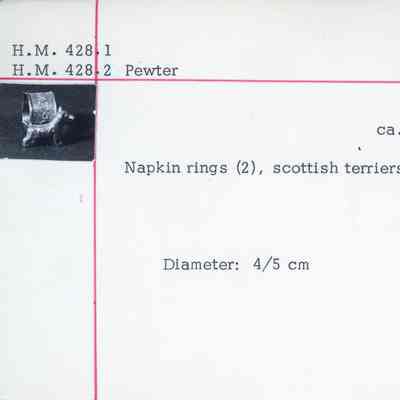 H.M. 428.1
H.M. 428.2 Pewter
ca.
Napkin rings (2), scottish terriers
Diameter: 4/5 cm